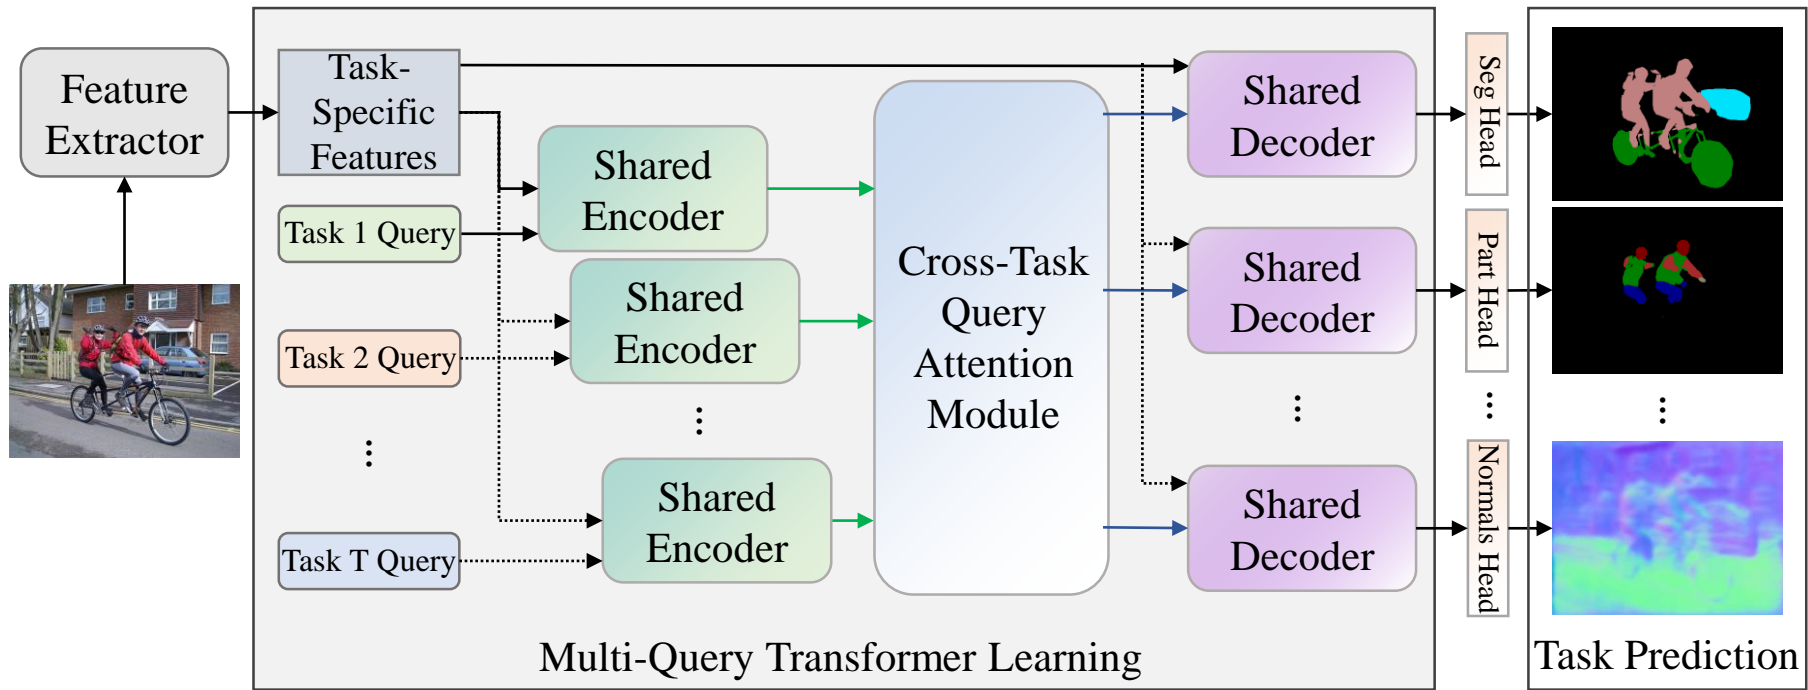 Feature
Extractor
Task-
Specific
Features
Task 1 Query
Task 2 Query
Task T Query
Shared
Encoder
Shared
Encoder
Shared
Encoder
Cross-Task
Query
Attention
Module
Shared
Decoder
Shared
Decoder
Shared
Decoder
Seg Head
Part Head
Normals Head
Multi-Query Transformer Learning
Task Prediction